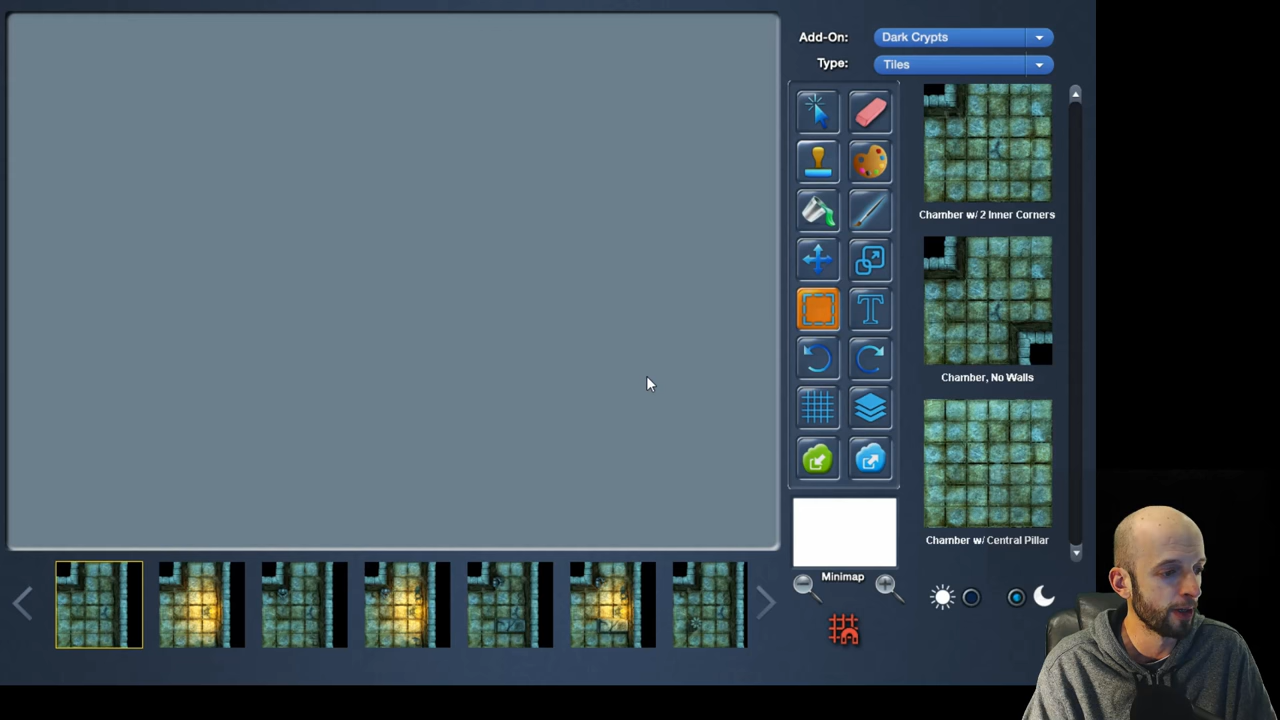 Add-On:
Dark Crypts
Type:
Tiles
Chamber w/ 2 Inner Corners
Chamber, No Walls
Chamber w/ Central Pillar
Minimap